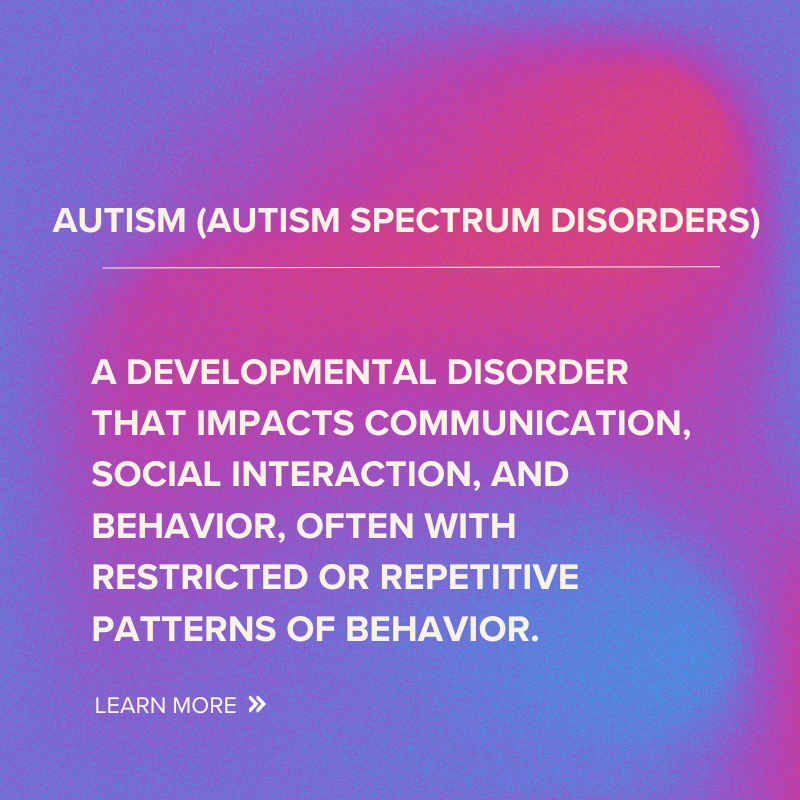 AUTISM (AUTISM SPECTRUM DISORDERS)
A DEVELOPMENTAL DISORDER
THAT IMPACTS COMMUNICATION,
SOCIAL INTERACTION, AND
BEHAVIOR, OFTEN WITH
RESTRICTED OR REPETITIVE
PATTERNS OF BEHAVIOR.
LEARN MORE »